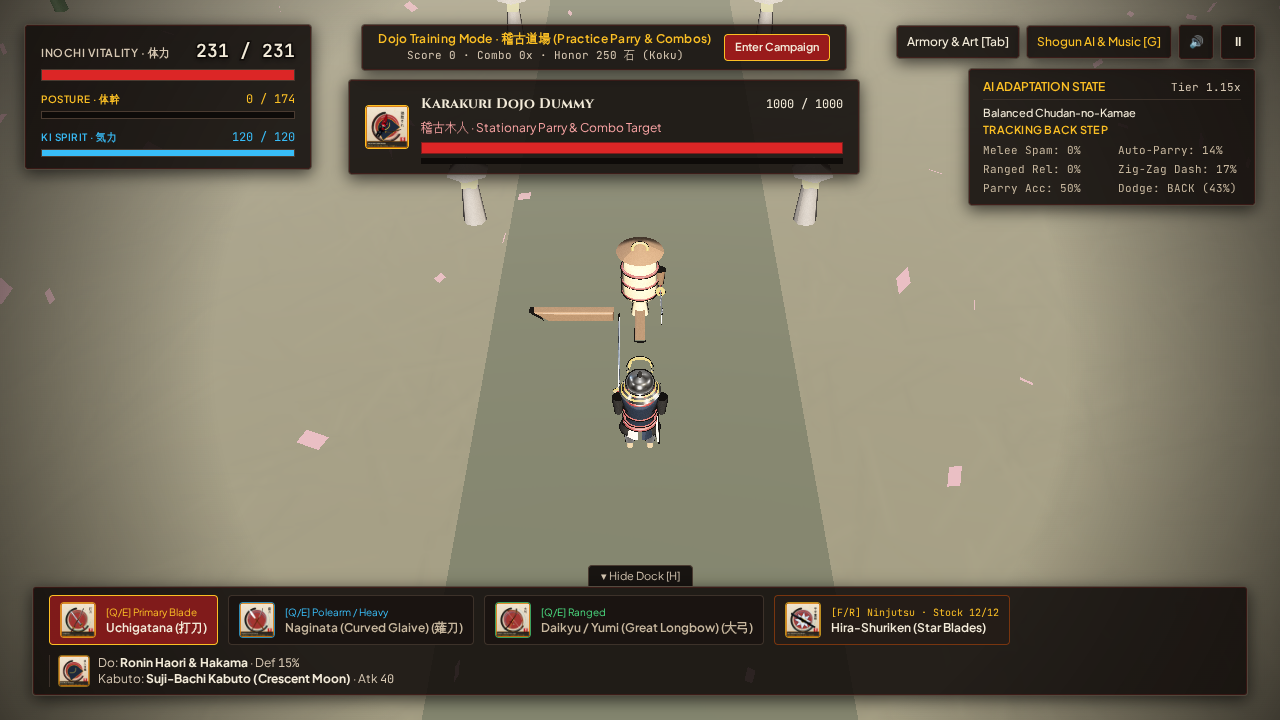 INOCHI VITALITY · 体力 231 / 231
POSTURE · 体幹 0 / 174
KI SPIRIT · 気力 120 / 120
Dojo Training Mode · 稽古道場 (Practice Parry & Combos)
Score 0 · Combo 0x · Honor 250 石 (Koku)
Enter Campaign
Karakuri Dojo Dummy 1000 / 1000
稽古木人 · Stationary Parry & Combo Target
Armory & Art [Tab]
Shogun AI & Music [G]
AI ADAPTATION STATE Tier 1.15x
Balanced Chudan-no-Kamae
TRACKING BACK STEP
Melee Spam: 0% Auto-Parry: 14%
Ranged Rel: 0% Zig-Zag Dash: 17%
Parry Acc: 50% Dodge: BACK (43%)
▾ Hide Dock [H]
[Q/E] Primary Blade
Uchigatana (打刀)
[Q/E] Polearm / Heavy
Naginata (Curved Glaive) (薙刀)
[Q/E] Ranged
Daikyu / Yumi (Great Longbow) (大弓)
[F/R] Ninjutsu · Stock 12/12
Hira-Shuriken (Star Blades)
Do: Ronin Haori & Hakama · Def 15%
Kabuto: Suji-Bachi Kabuto (Crescent Moon) · Atk 40